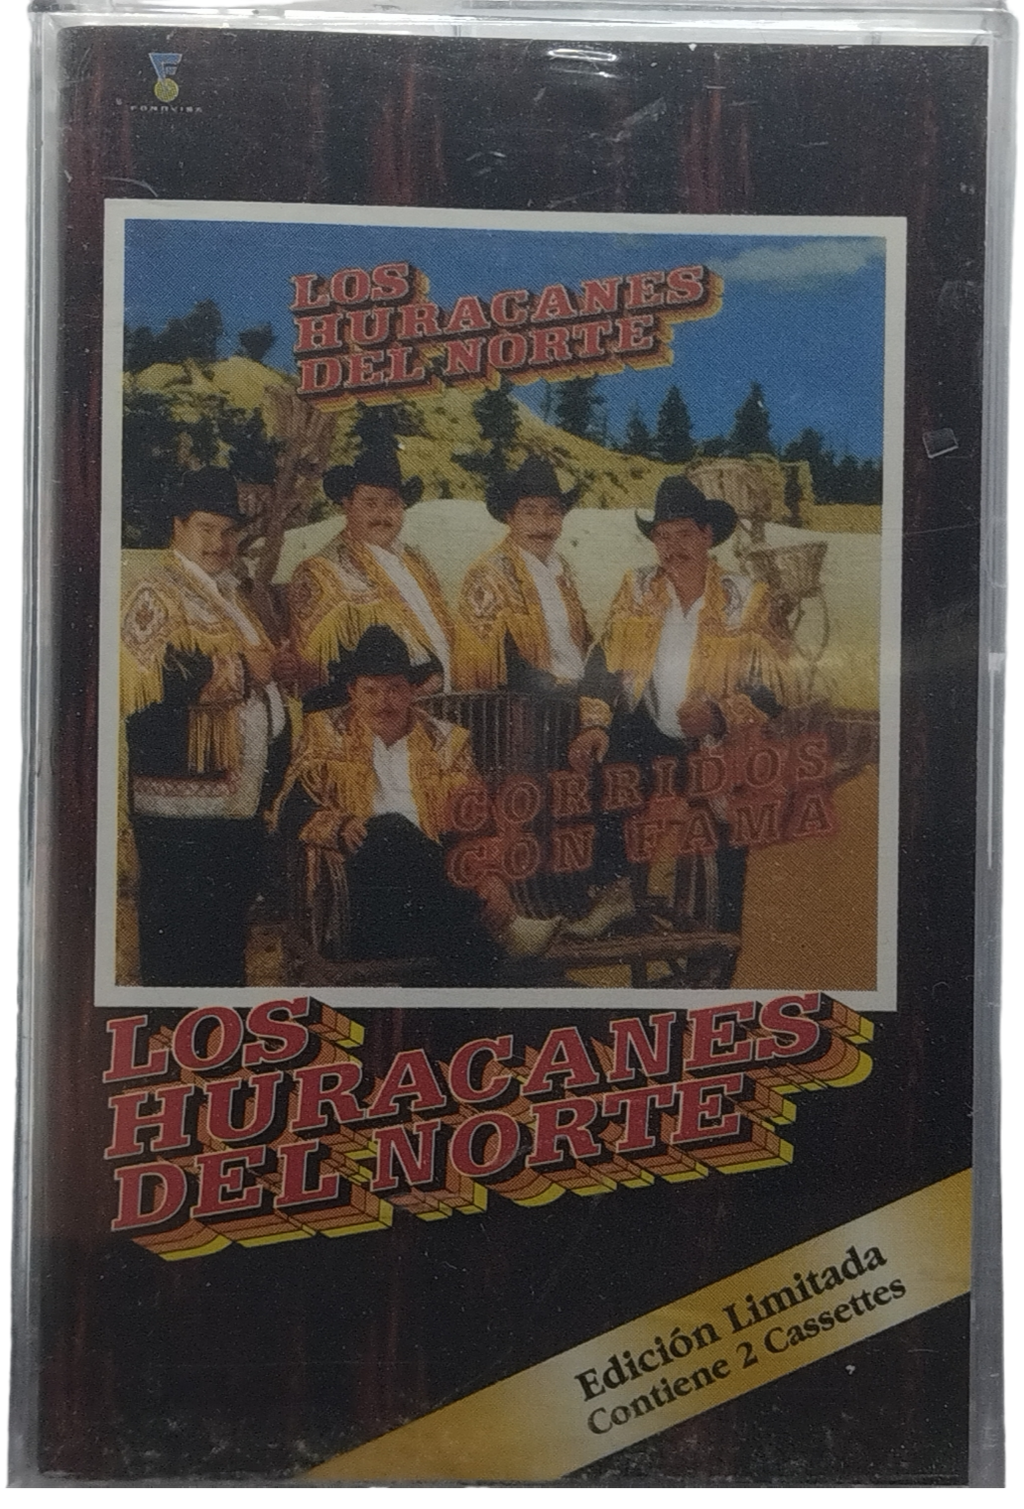 FONOVISA
LOS
HURACANES
DEL NORTE
CORRIDOS
CON FAMA
LOS
HURACANES
DEL NORTE
Edición Limitada
Contiene 2 Cassettes